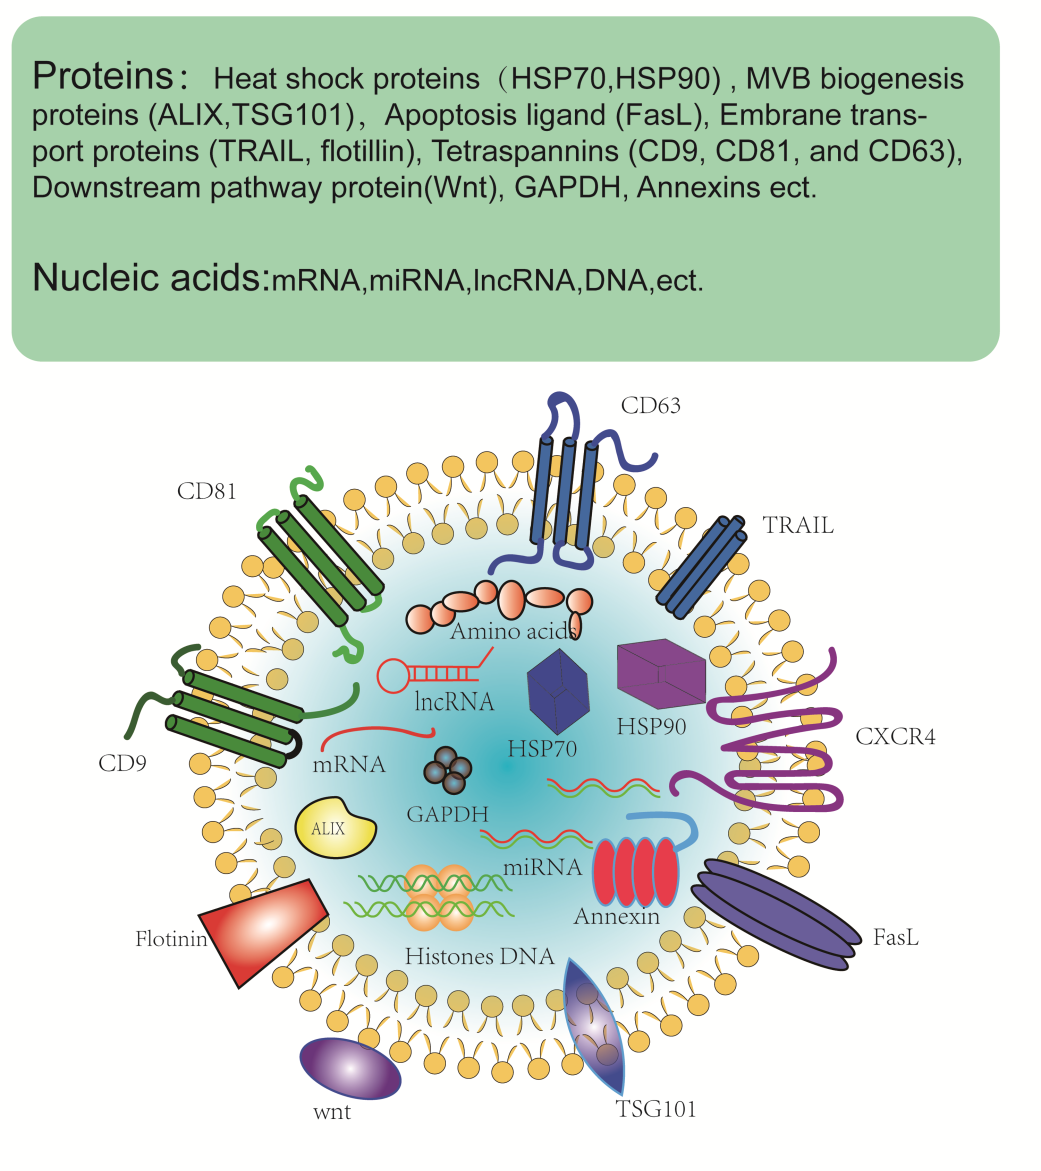 Proteins： Heat shock proteins（HSP70,HSP90) , MVB biogenesis
proteins (ALIX,TSG101)，Apoptosis ligand (FasL), Embrane trans-
port proteins (TRAIL, flotillin), Tetraspannins (CD9, CD81, and CD63),
Downstream pathway protein(Wnt), GAPDH, Annexins ect.
Nucleic acids:mRNA,miRNA,lncRNA,DNA,ect.
CD63
CD81
TRAIL
Amino acids
lncRNA
HSP90
CXCR4
HSP70
CD9
mRNA
GAPDH
ALIX
miRNA
Annexin
Flotinin
FasL
Histones DNA
TSG101
wnt